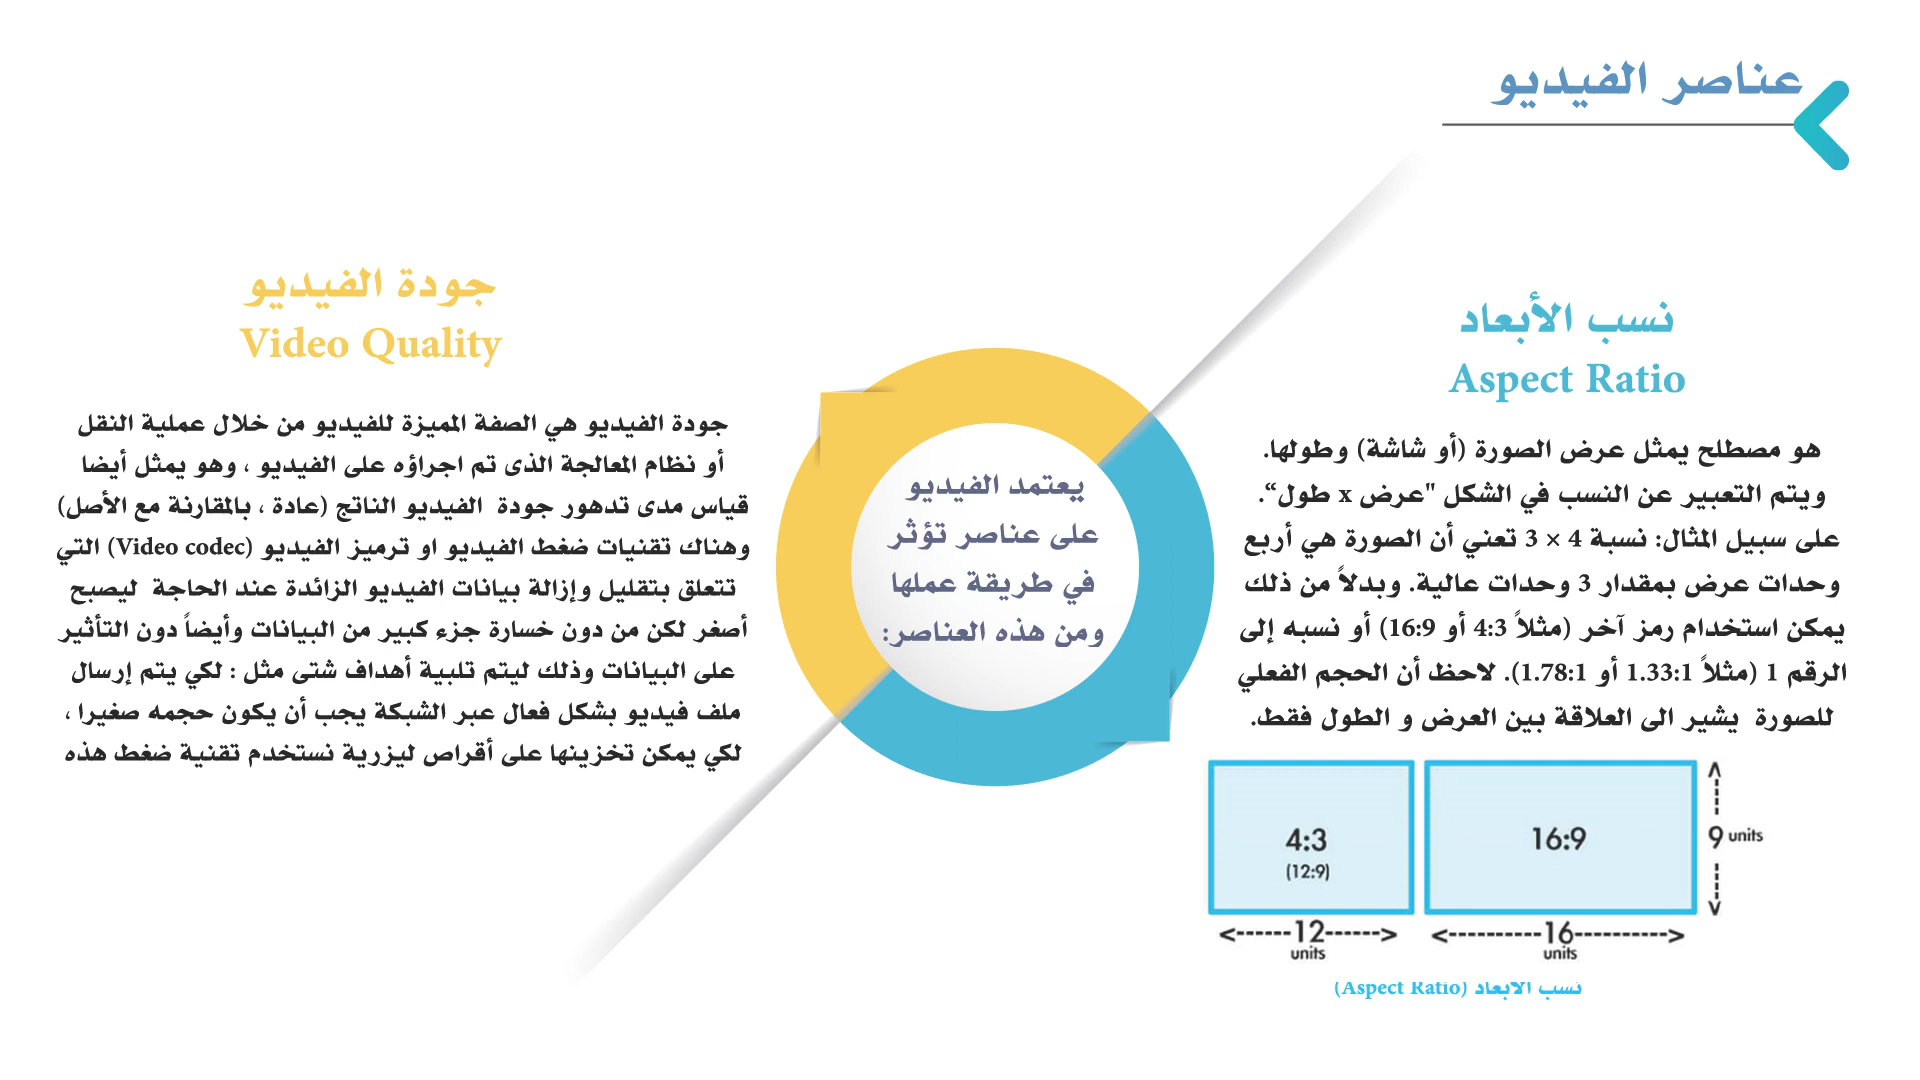 عناصر الفيديو
نسب الأبعاد
Aspect Ratio
هو مصطلح يمثل عرض الصورة (أو شاشة) وطولها.
ويتم التعبير عن النسب في الشكل "عرض x طول“.
على سبيل المثال: نسبة 4 × 3 تعني أن الصورة هي أربع
وحدات عرض بمقدار 3 وحدات عالية. وبدلاً من ذلك
يمكن استخدام رمز آخر (مثلاً 4:3 أو 16:9) أو نسبه إلى
الرقم 1 (مثلاً 1.33:1 أو 1.78:1). لاحظ أن الحجم الفعلي
للصورة يشير الى العلاقة بين العرض و الطول فقط.
4:3
(12:9)
16:9
9 units
12
units
16
units
نسب الابعاد (Aspect Ratio)
يعتمد الفيديو
على عناصر تؤثر
في طريقة عملها
ومن هذه العناصر:
جودة الفيديو
Video Quality
جودة الفيديو هي الصفة المميزة للفيديو من خلال عملية النقل
أو نظام المعالجة الذى تم اجراؤه على الفيديو ، وهو يمثل أيضا
قياس مدى تدهور جودة الفيديو الناتج (عادة ، بالمقارنة مع الأصل)
وهناك تقنيات ضغط الفيديو او ترميز الفيديو (Video codec) التي
تتعلق بتقليل وإزالة بيانات الفيديو الزائدة عند الحاجة ليصبح
أصغر لكن من دون خسارة جزء كبير من البيانات وأيضاً دون التأثير
على البيانات وذلك ليتم تلبية أهداف شتى مثل : لكي يتم إرسال
ملف فيديو بشكل فعال عبر الشبكة يجب أن يكون حجمه صغيرا ،
لكي يمكن تخزينها على أقراص ليزرية نستخدم تقنية ضغط هذه